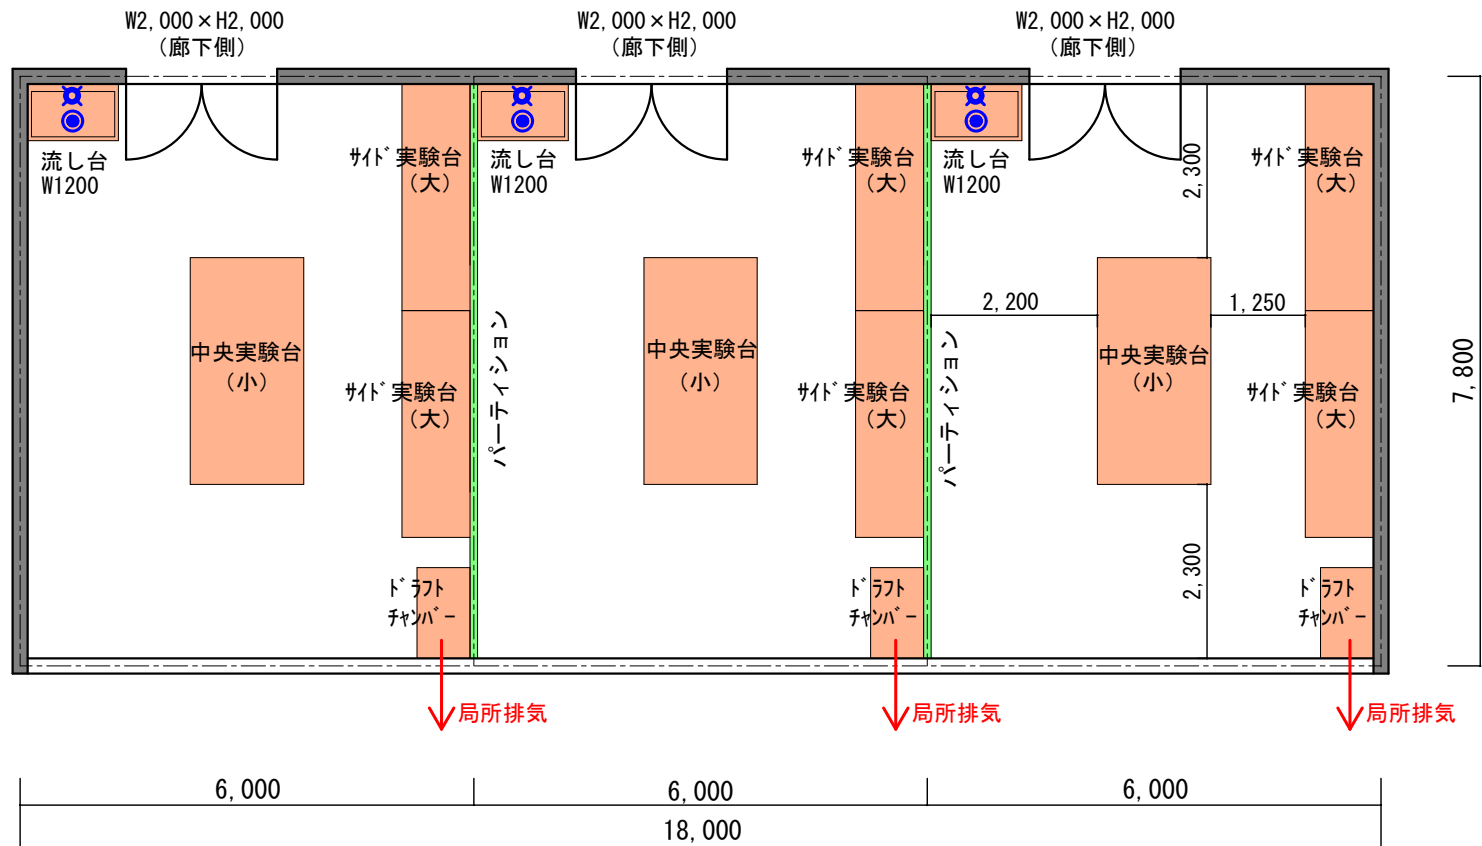 W2,000×H2,000
（廊下側）
W2,000×H2,000
（廊下側）
W2,000×H2,000
（廊下側）
流し台
W1200
ｻｲﾄﾞ実験台
（大）
流し台
W1200
ｻｲﾄﾞ実験台
（大）
流し台
W1200
2,300
ｻｲﾄﾞ実験台
（大）
中央実験台
（小）
ｻｲﾄﾞ実験台
（大）
パーティション
中央実験台
（小）
ｻｲﾄﾞ実験台
（大）
パーティション
2,200
中央実験台
（小）
1,250
ｻｲﾄﾞ実験台
（大）
7,800
ﾄﾞﾗﾌﾄ
ﾁｬﾝﾊﾞｰ
ﾄﾞﾗﾌﾄ
ﾁｬﾝﾊﾞｰ
2,300
ﾄﾞﾗﾌﾄ
ﾁｬﾝﾊﾞｰ
局所排気
局所排気
局所排気
6,000
6,000
6,000
18,000